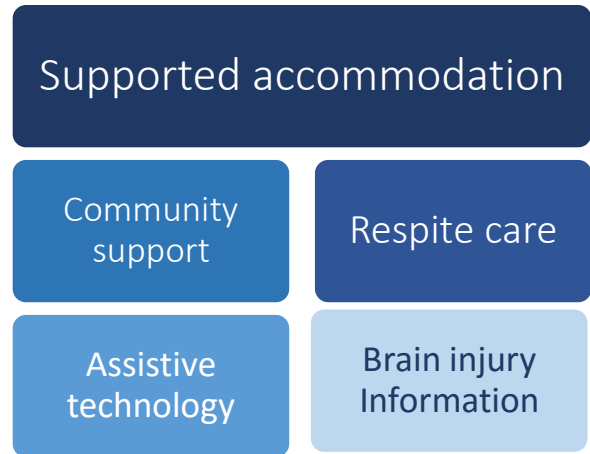 Supported accommodation
Community
support
Respite care
Assistive
technology
Brain injury
Information